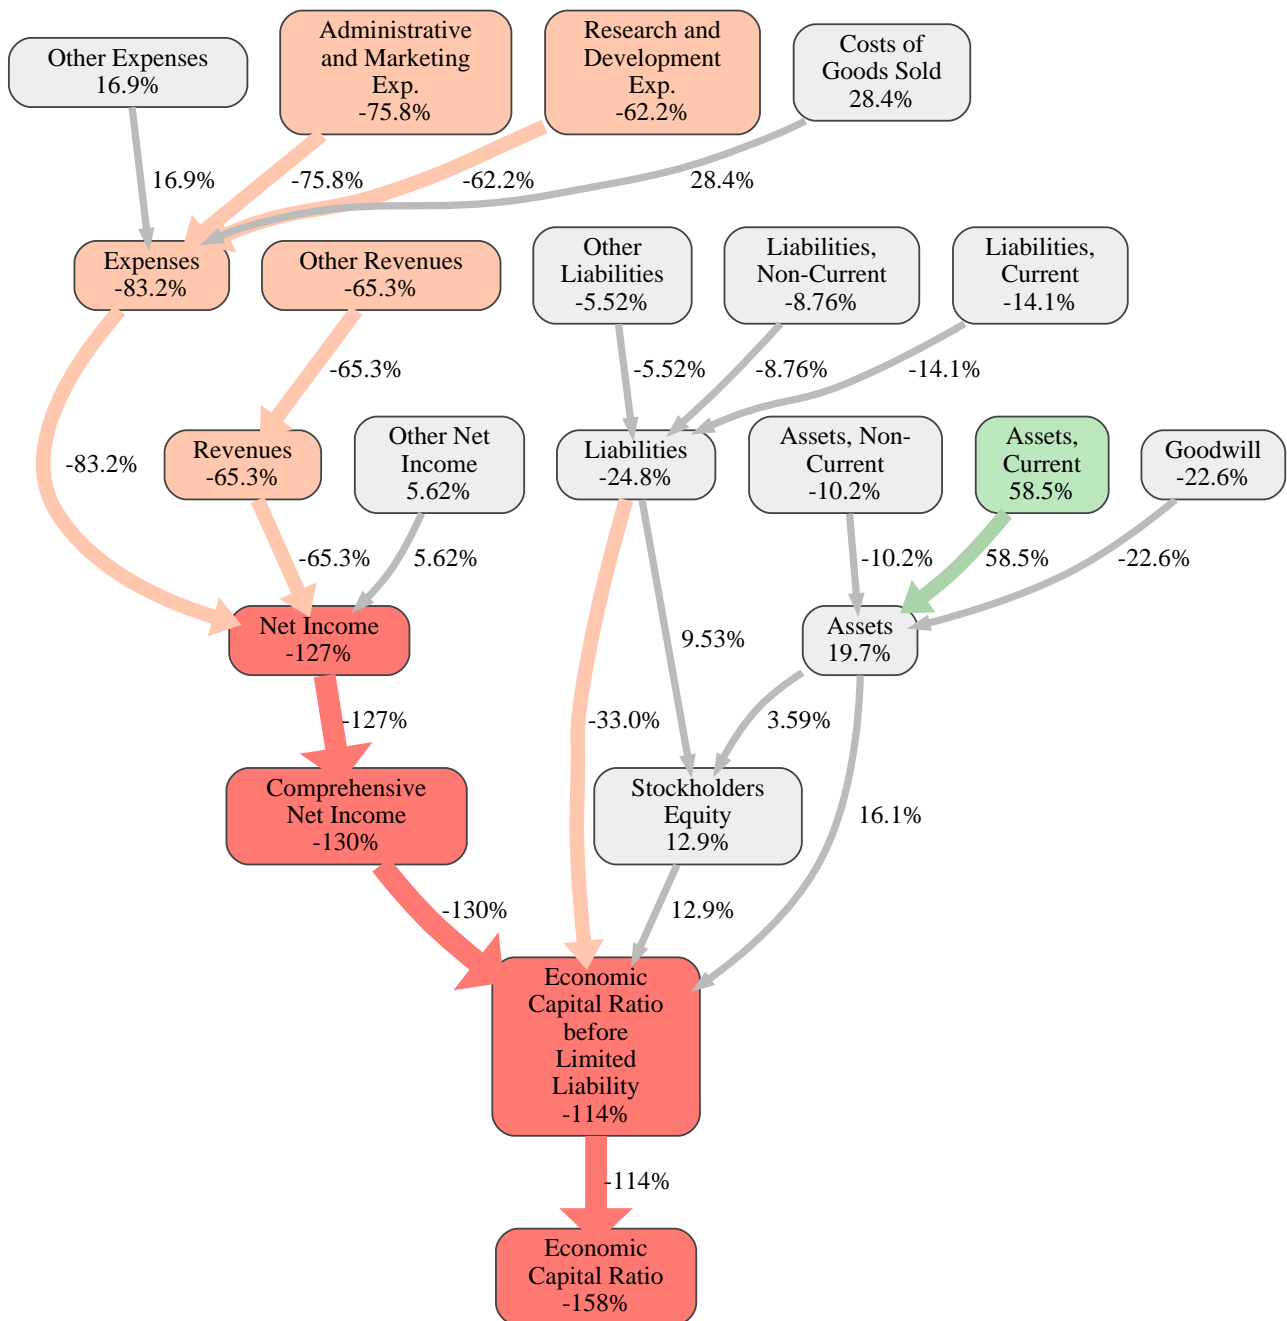 Other Expenses
16.9%
Administrative
and Marketing
Exp.
-75.8%
Research and
Development
Exp.
-62.2%
Costs of
Goods Sold
28.4%
16.9%
-75.8%
-62.2%
28.4%
Expenses
-83.2%
Other Revenues
-65.3%
Other
Liabilities
-5.52%
Liabilities,
Non-Current
-8.76%
Liabilities,
Current
-14.1%
-65.3%
-5.52%
-8.76%
-14.1%
-83.2%
Revenues
-65.3%
Other Net
Income
5.62%
Liabilities
-24.8%
Assets, Non-
Current
-10.2%
Assets,
Current
58.5%
Goodwill
-22.6%
-65.3%
5.62%
-10.2%
58.5%
-22.6%
Net Income
-127%
9.53%
Assets
19.7%
-127%
-33.0%
3.59%
Comprehensive
Net Income
-130%
Stockholders
Equity
12.9%
16.1%
-130%
12.9%
Economic
Capital Ratio
before
Limited
Liability
-114%
-114%
Economic
Capital Ratio
-158%